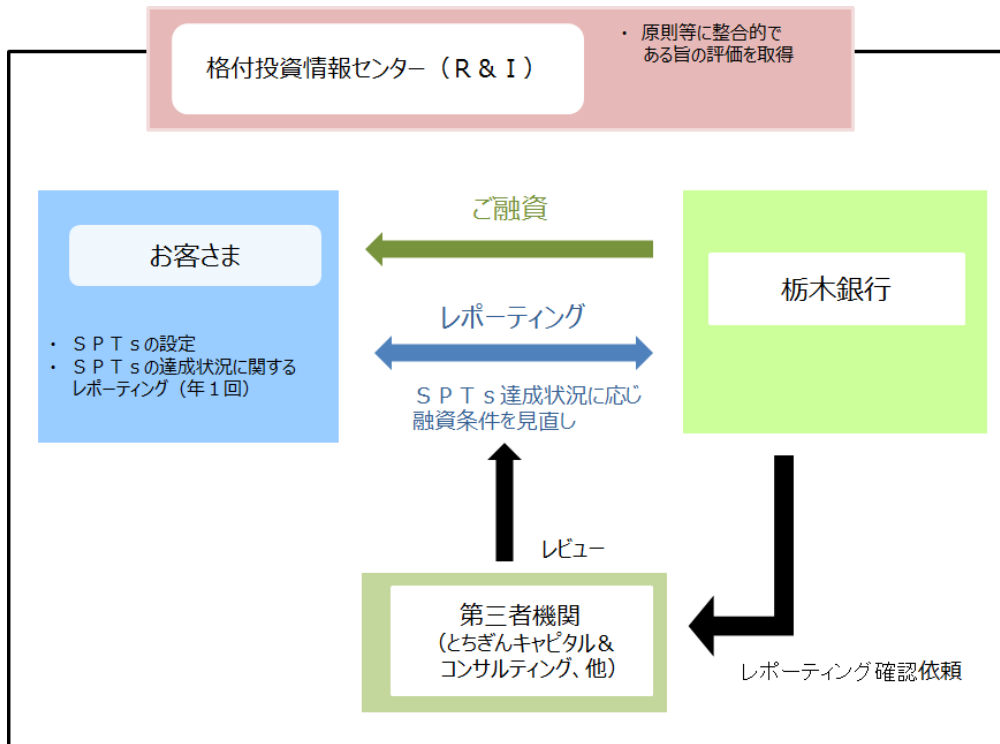 格付投資情報センター（Ｒ＆Ｉ）
・ 原則等に整合的で
ある旨の評価を取得
お客さま
・ ＳＰＴｓの設定
・ ＳＰＴｓの達成状況に関する
レポーティング（年１回）
ご融資
レポーティング
ＳＰＴｓ達成状況に応じ
融資条件を見直し
栃木銀行
レビュー
第三者機関
（とちぎんキャピタル＆
コンサルティング、他）
レポーティング確認依頼